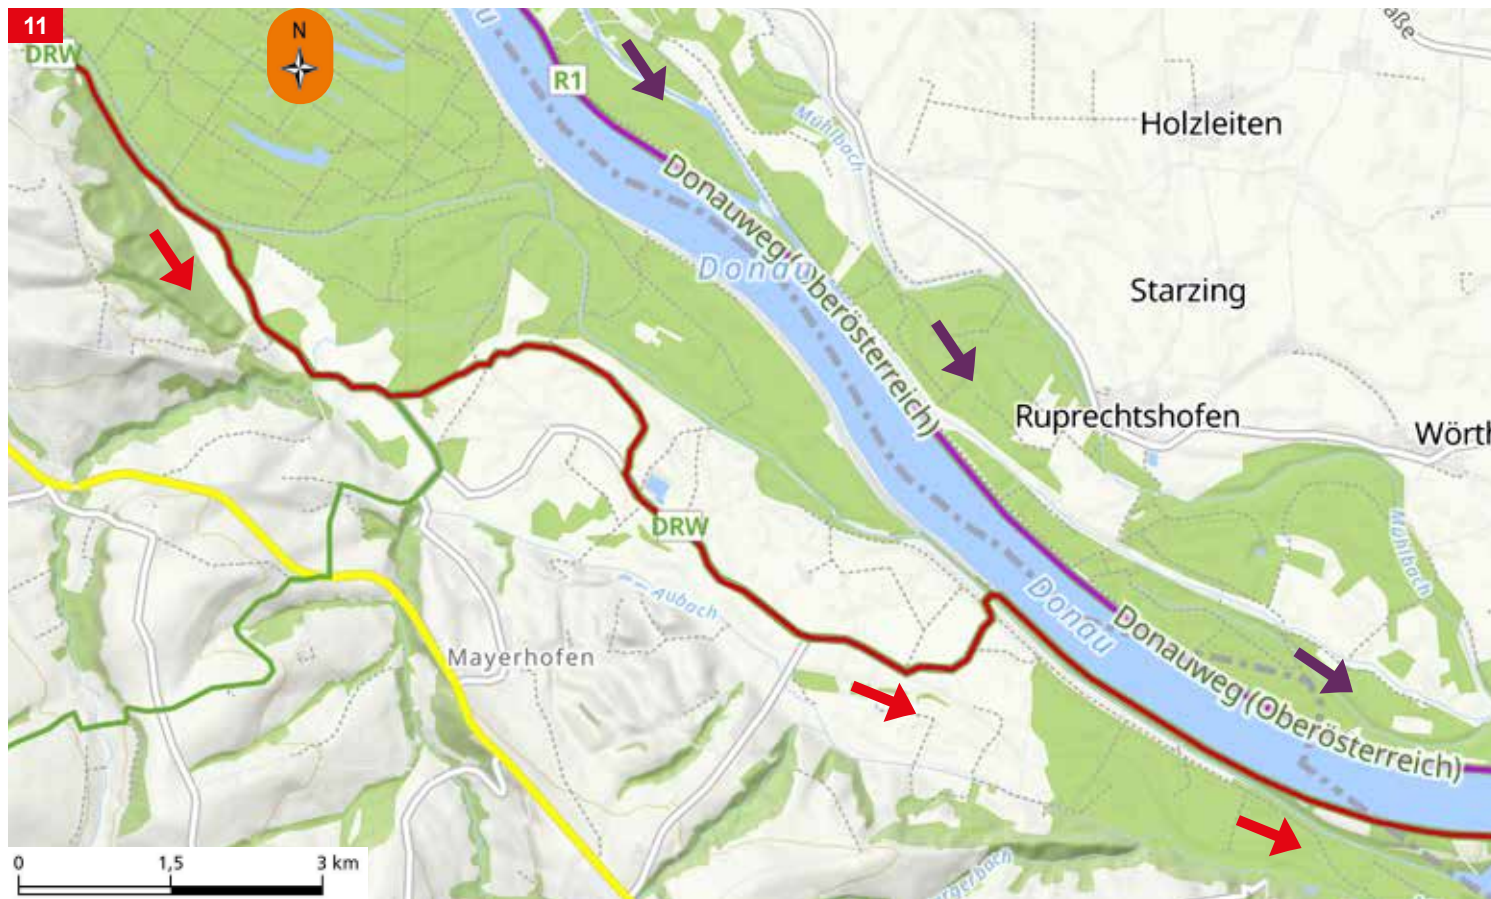 11
DRW
N
R1
Mühlbach
Holzleiten
Donauweg (Oberösterreich)
Donau
Starzing
Ruprechtshofen
Wörth
DRW
Mühlbach
Aubach
Donau
Mayerhofen
Donauweg (Oberösterreich)
0 1,5 3 km